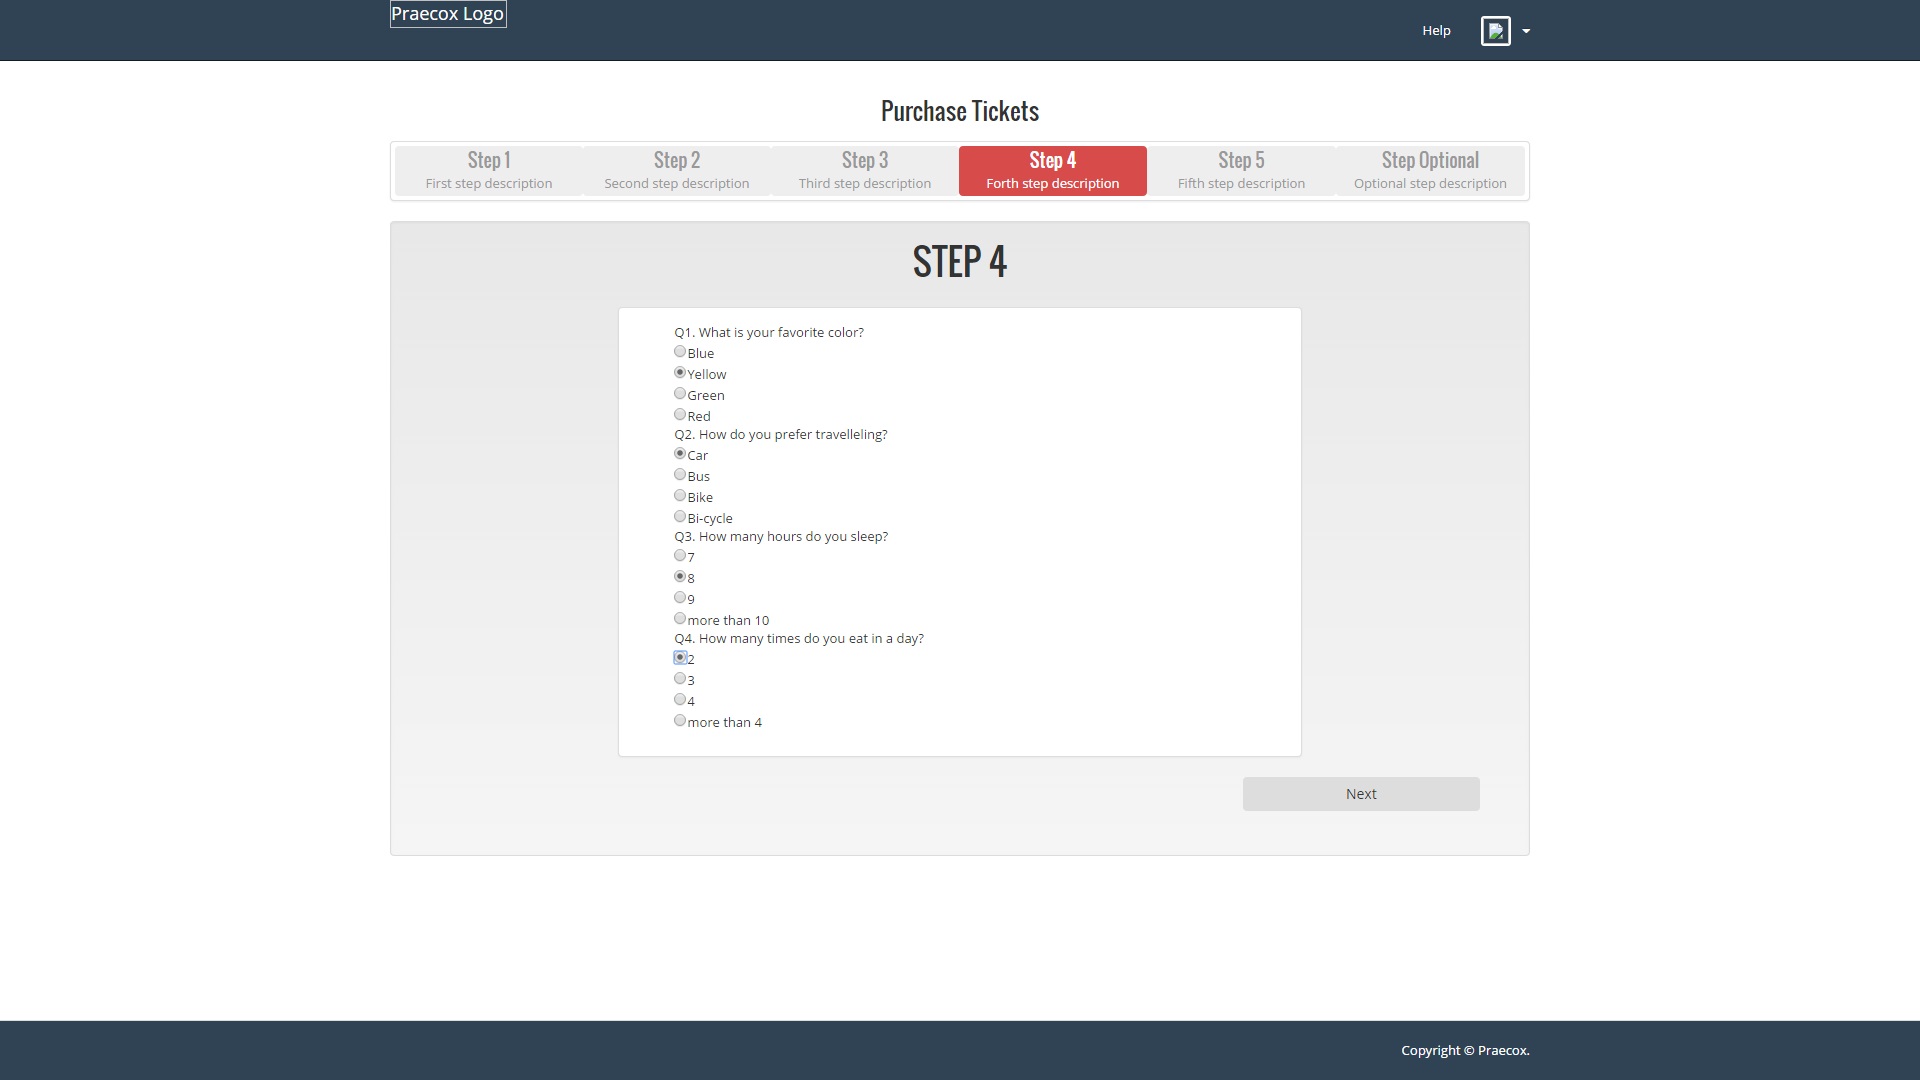 Praecox Logo
Help
Purchase Tickets
Step 1
First step description
Step 2
Second step description
Step 3
Third step description
Step 4
Forth step description
Step 5
Fifth step description
Step Optional
Optional step description
STEP 4
Q1. What is your favorite color?
Blue
Yellow
Green
Red
Q2. How do you prefer travelleling?
Car
Bus
Bike
Bi-cycle
Q3. How many hours do you sleep?
7
8
9
more than 10
Q4. How many times do you eat in a day?
2
3
4
more than 4
Next
Copyright © Praecox.